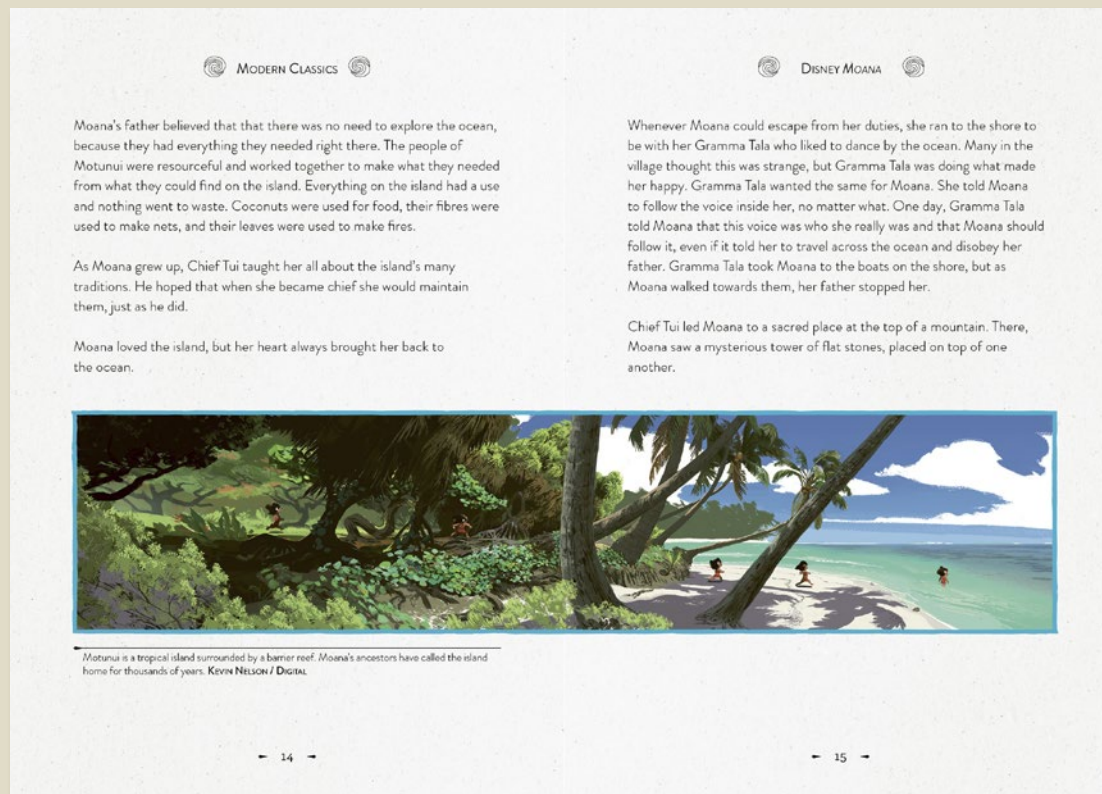 MODERN CLASSICS
Moana's father believed that that there was no need to explore the ocean,
because they had everything they needed right there. The people of
Motunui were resourceful and worked together to make what they needed
from what they could find on the island. Everything on the island had a use
and nothing went to waste. Coconuts were used for food, their fibres were
used to make nets, and their leaves were used to make fires.
As Moana grew up, Chief Tui taught her all about the island's many
traditions. He hoped that when she became chief she would maintain
them, just as he did.
Moana loved the island, but her heart always brought her back to
the ocean.
Motunui is a tropical island surrounded by a barrier reef. Moana's ancestors have called the island
home for thousands of years. KEVIN NELSON / DIGITAL
14
DISNEY MOANA
Whenever Moana could escape from her duties, she ran to the shore to
be with her Gramma Tala who liked to dance by the ocean. Many in the
village thought this was strange, but Gramma Tala was doing what made
her happy. Gramma Tala wanted the same for Moana. She told Moana
to follow the voice inside her, no matter what. One day, Gramma Tala
told Moana that this voice was who she really was and that Moana should
follow it, even if it told her to travel across the ocean and disobey her
father. Gramma Tala took Moana to the boats on the shore, but as
Moana walked towards them, her father stopped her.
Chief Tui led Moana to a sacred place at the top of a mountain. There,
Moana saw a mysterious tower of flat stones, placed on top of one
another.
15